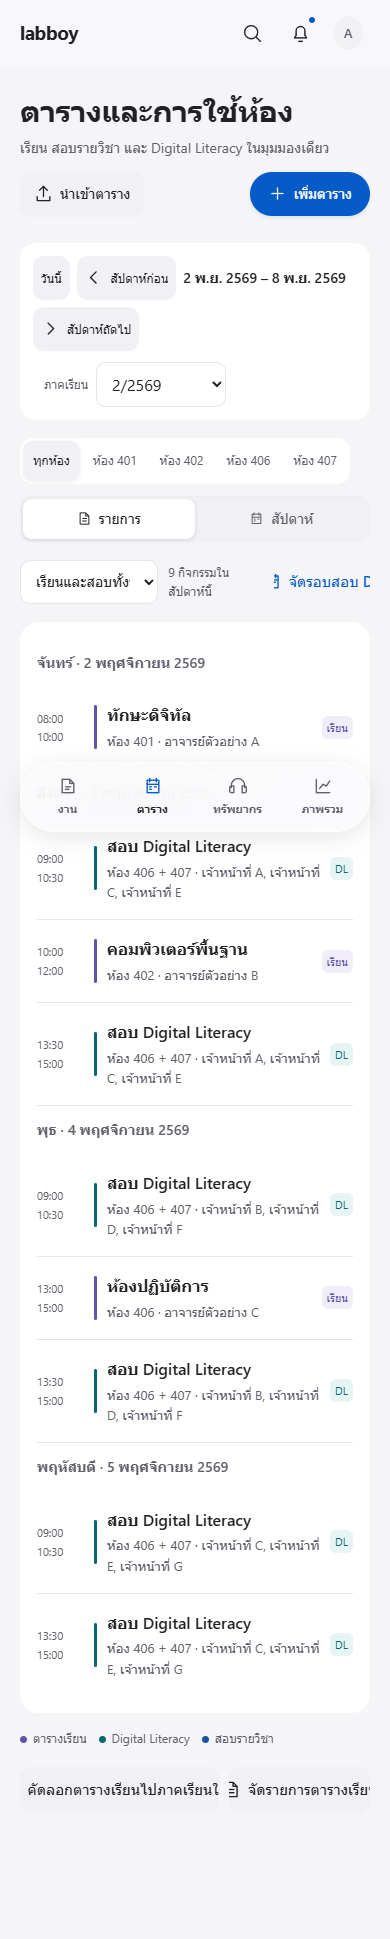 labboy
A
ตารางและการใช้ห้อง
เรียน สอบรายวิชา และ Digital Literacy ในมุมมองเดียว
นำเข้าตาราง
เพิ่มตาราง
วันนี้
สัปดาห์ก่อน
2 พ.ย. 2569 – 8 พ.ย. 2569
สัปดาห์ถัดไป
ภาคเรียน
2/2569
ทุกห้อง
ห้อง 401
ห้อง 402
ห้อง 406
ห้อง 407
รายการ
สัปดาห์
เรียนและสอบทั้ง
9 กิจกรรมใน
สัปดาห์นี้
จัดรอบสอบ D
จันทร์ · 2 พฤศจิกายน 2569
08:00
10:00
ทักษะดิจิทัล
ห้อง 401 · อาจารย์ตัวอย่าง A
เรียน
งาน
ตาราง
ทรัพยากร
ภาพรวม
09:00
10:30
สอบ Digital Literacy
ห้อง 406 + 407 · เจ้าหน้าที่ A, เจ้าหน้าที่
C, เจ้าหน้าที่ E
DL
10:00
12:00
คอมพิวเตอร์พื้นฐาน
ห้อง 402 · อาจารย์ตัวอย่าง B
เรียน
13:30
15:00
สอบ Digital Literacy
ห้อง 406 + 407 · เจ้าหน้าที่ A, เจ้าหน้าที่
C, เจ้าหน้าที่ E
DL
พุธ · 4 พฤศจิกายน 2569
09:00
10:30
สอบ Digital Literacy
ห้อง 406 + 407 · เจ้าหน้าที่ B, เจ้าหน้าที่
D, เจ้าหน้าที่ F
DL
13:00
15:00
ห้องปฏิบัติการ
ห้อง 406 · อาจารย์ตัวอย่าง C
เรียน
13:30
15:00
สอบ Digital Literacy
ห้อง 406 + 407 · เจ้าหน้าที่ B, เจ้าหน้าที่
D, เจ้าหน้าที่ F
DL
พฤหัสบดี · 5 พฤศจิกายน 2569
09:00
10:30
สอบ Digital Literacy
ห้อง 406 + 407 · เจ้าหน้าที่ C, เจ้าหน้าที่
E, เจ้าหน้าที่ G
DL
13:30
15:00
สอบ Digital Literacy
ห้อง 406 + 407 · เจ้าหน้าที่ C, เจ้าหน้าที่
E, เจ้าหน้าที่ G
DL
ตารางเรียน
Digital Literacy
สอบรายวิชา
คัดลอกตารางเรียนไปภาคเรียนใ
จัดรายการตารางเรีย